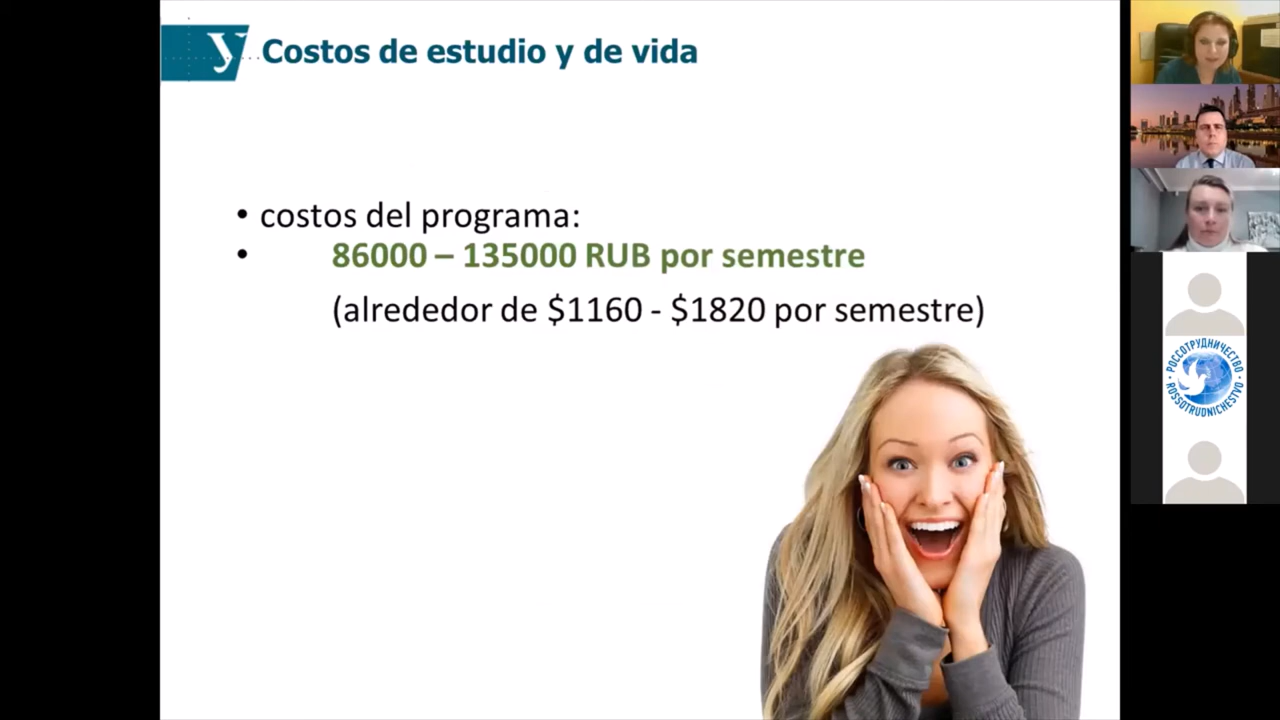 У
Costos de estudio y de vida
• costos del programa:
• 86000 – 135000 RUB por semestre
(alrededor de $1160 - $1820 por semestre)
РОССОТРУДНИЧЕСТВО
ROSSOTRUDNICHESTVO